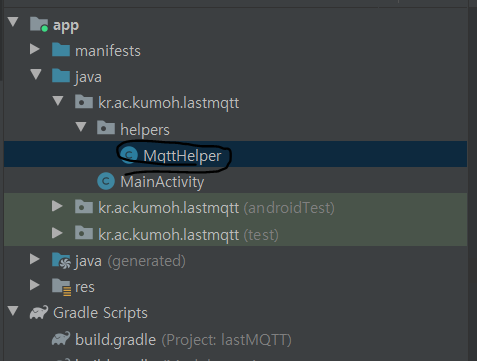 app
manifests
java
kr.ac.kumoh.lastmqtt
helpers
MqttHelper
MainActivity
kr.ac.kumoh.lastmqtt (androidTest)
kr.ac.kumoh.lastmqtt (test)
java (generated)
res
Gradle Scripts
build.gradle (Project: lastMQTT)